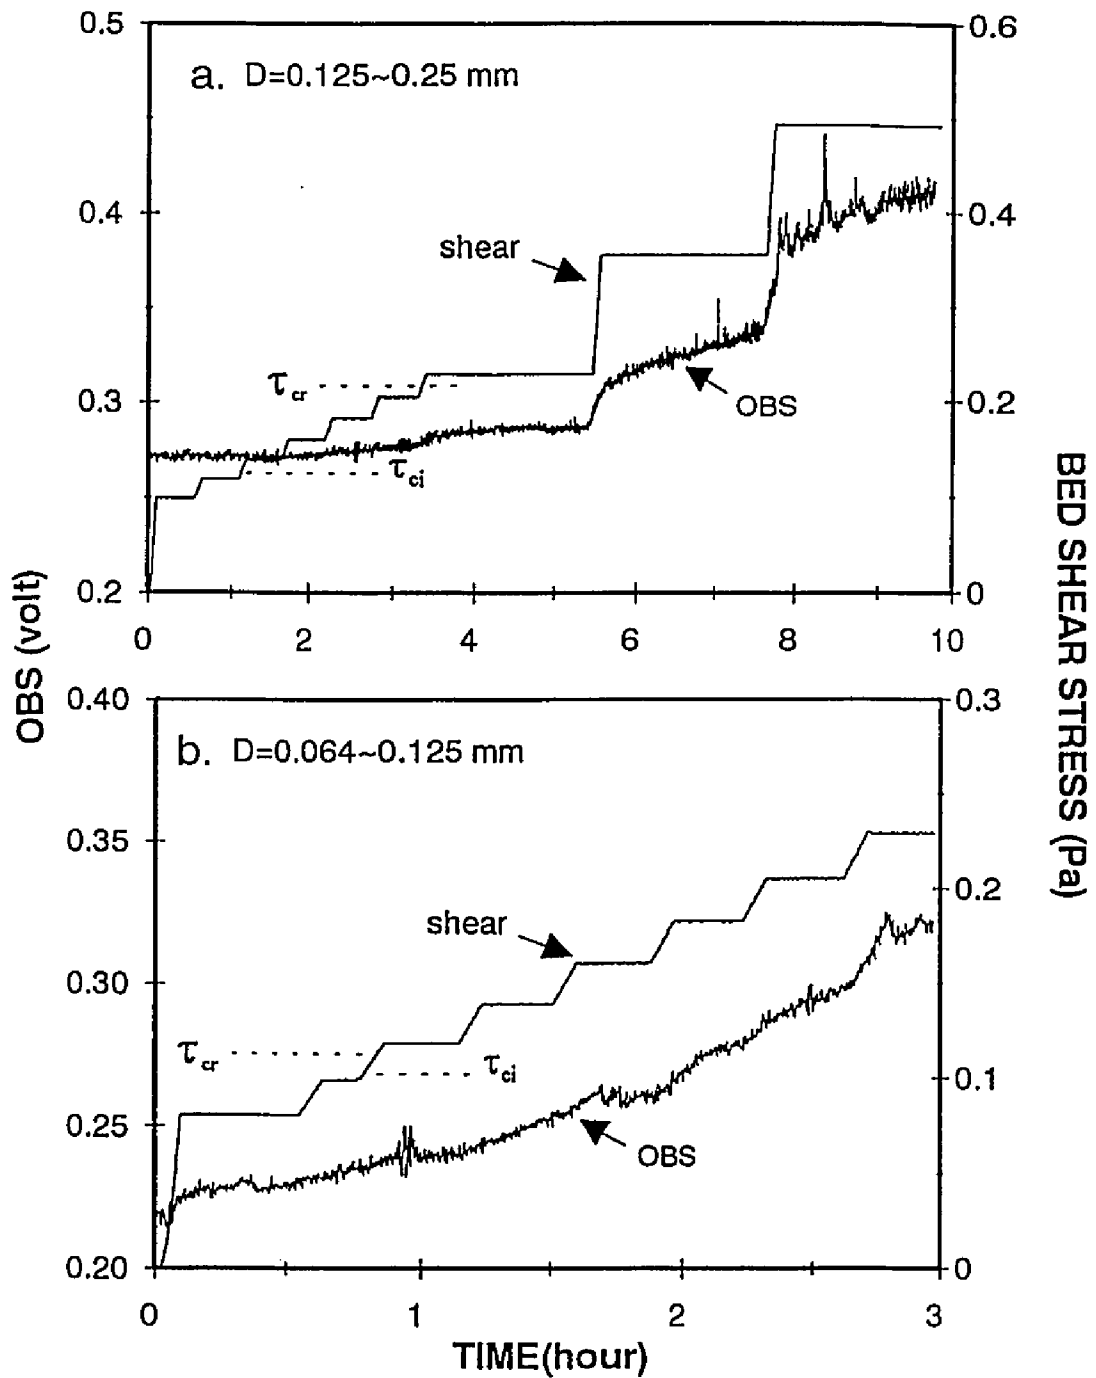 0.5
0.6
a. D=0.125~0.25 mm
0.4
0.4
shear
τcr
0.3
OBS
0.2
τci
0.2
0
0 2 4 6 8 10
OBS (volt)
BED SHEAR STRESS (Pa)
0.40
0.3
b. D=0.064~0.125 mm
0.35
0.2
shear
0.30
τcr
τci
0.1
0.25
OBS
0.20
0
0 1 2 3
TIME(hour)